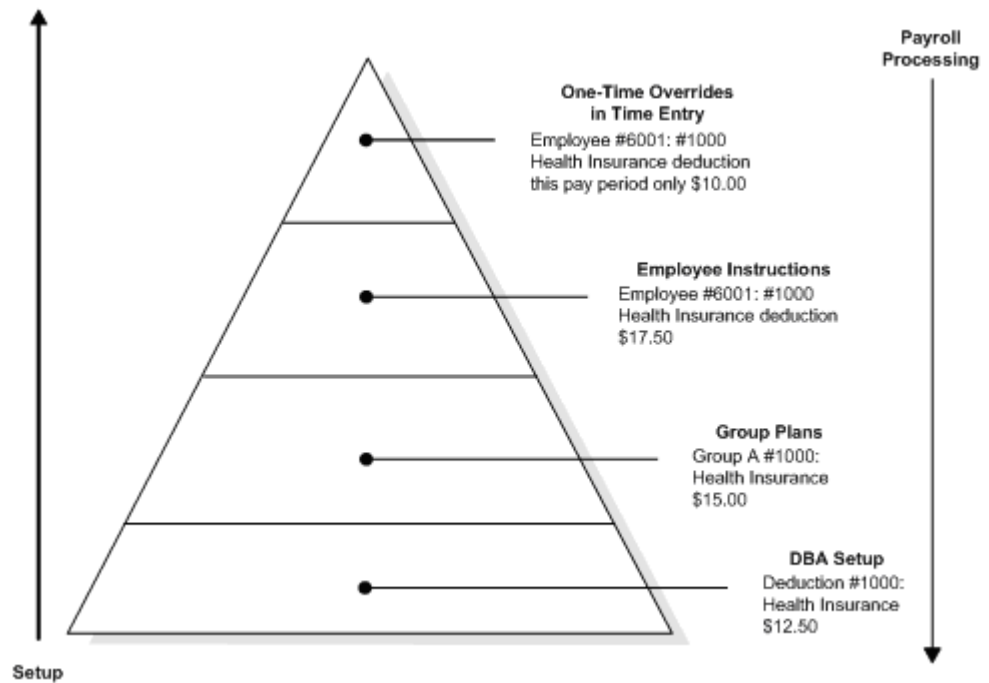 Payroll
Processing
One-Time Overrides
in Time Entry
Employee #6001: #1000
Health Insurance deduction
this pay period only $10.00
Employee Instructions
Employee #6001: #1000
Health Insurance deduction
$17.50
Group Plans
Group A #1000:
Health Insurance
$15.00
DBA Setup
Deduction #1000:
Health Insurance
$12.50
Setup